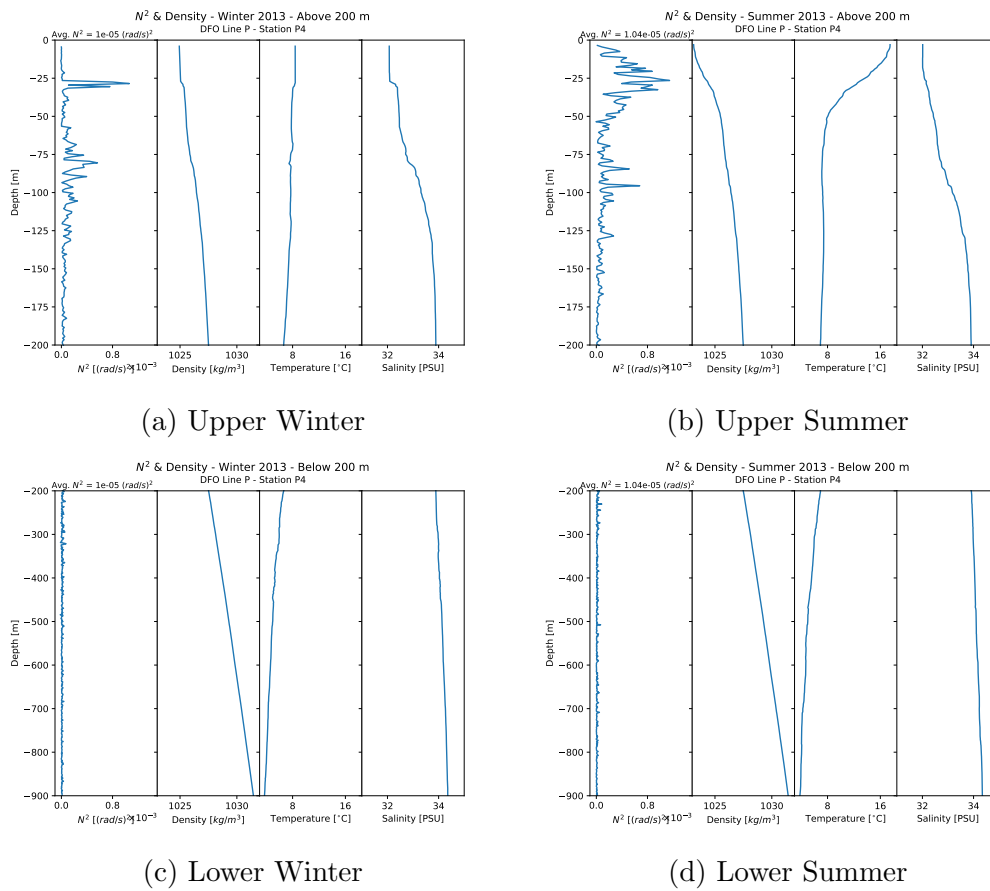 N² & Density - Winter 2013 - Above 200 m
DFO Line P - Station P4
Avg. N² = 1e-05 (rad/s)²
0
−25
−50
−75
−100
−125
−150
−175
−200
Depth [m]
0.0 0.8
×10⁻³
N² [(rad/s)²]
1025 1030
Density [kg/m³]
8 16
Temperature [°C]
32 34
Salinity [PSU]
(a) Upper Winter
N² & Density - Summer 2013 - Above 200 m
DFO Line P - Station P4
Avg. N² = 1.04e-05 (rad/s)²
0
−25
−50
−75
−100
−125
−150
−175
−200
Depth [m]
0.0 0.8
×10⁻³
N² [(rad/s)²]
1025 1030
Density [kg/m³]
8 16
Temperature [°C]
32 34
Salinity [PSU]
(b) Upper Summer
N² & Density - Winter 2013 - Below 200 m
DFO Line P - Station P4
Avg. N² = 1e-05 (rad/s)²
−200
−300
−400
−500
−600
−700
−800
−900
Depth [m]
0.0 0.8
×10⁻³
N² [(rad/s)²]
1025 1030
Density [kg/m³]
8 16
Temperature [°C]
32 34
Salinity [PSU]
(c) Lower Winter
N² & Density - Summer 2013 - Below 200 m
DFO Line P - Station P4
Avg. N² = 1.04e-05 (rad/s)²
−200
−300
−400
−500
−600
−700
−800
−900
Depth [m]
0.0 0.8
×10⁻³
N² [(rad/s)²]
1025 1030
Density [kg/m³]
8 16
Temperature [°C]
32 34
Salinity [PSU]
(d) Lower Summer